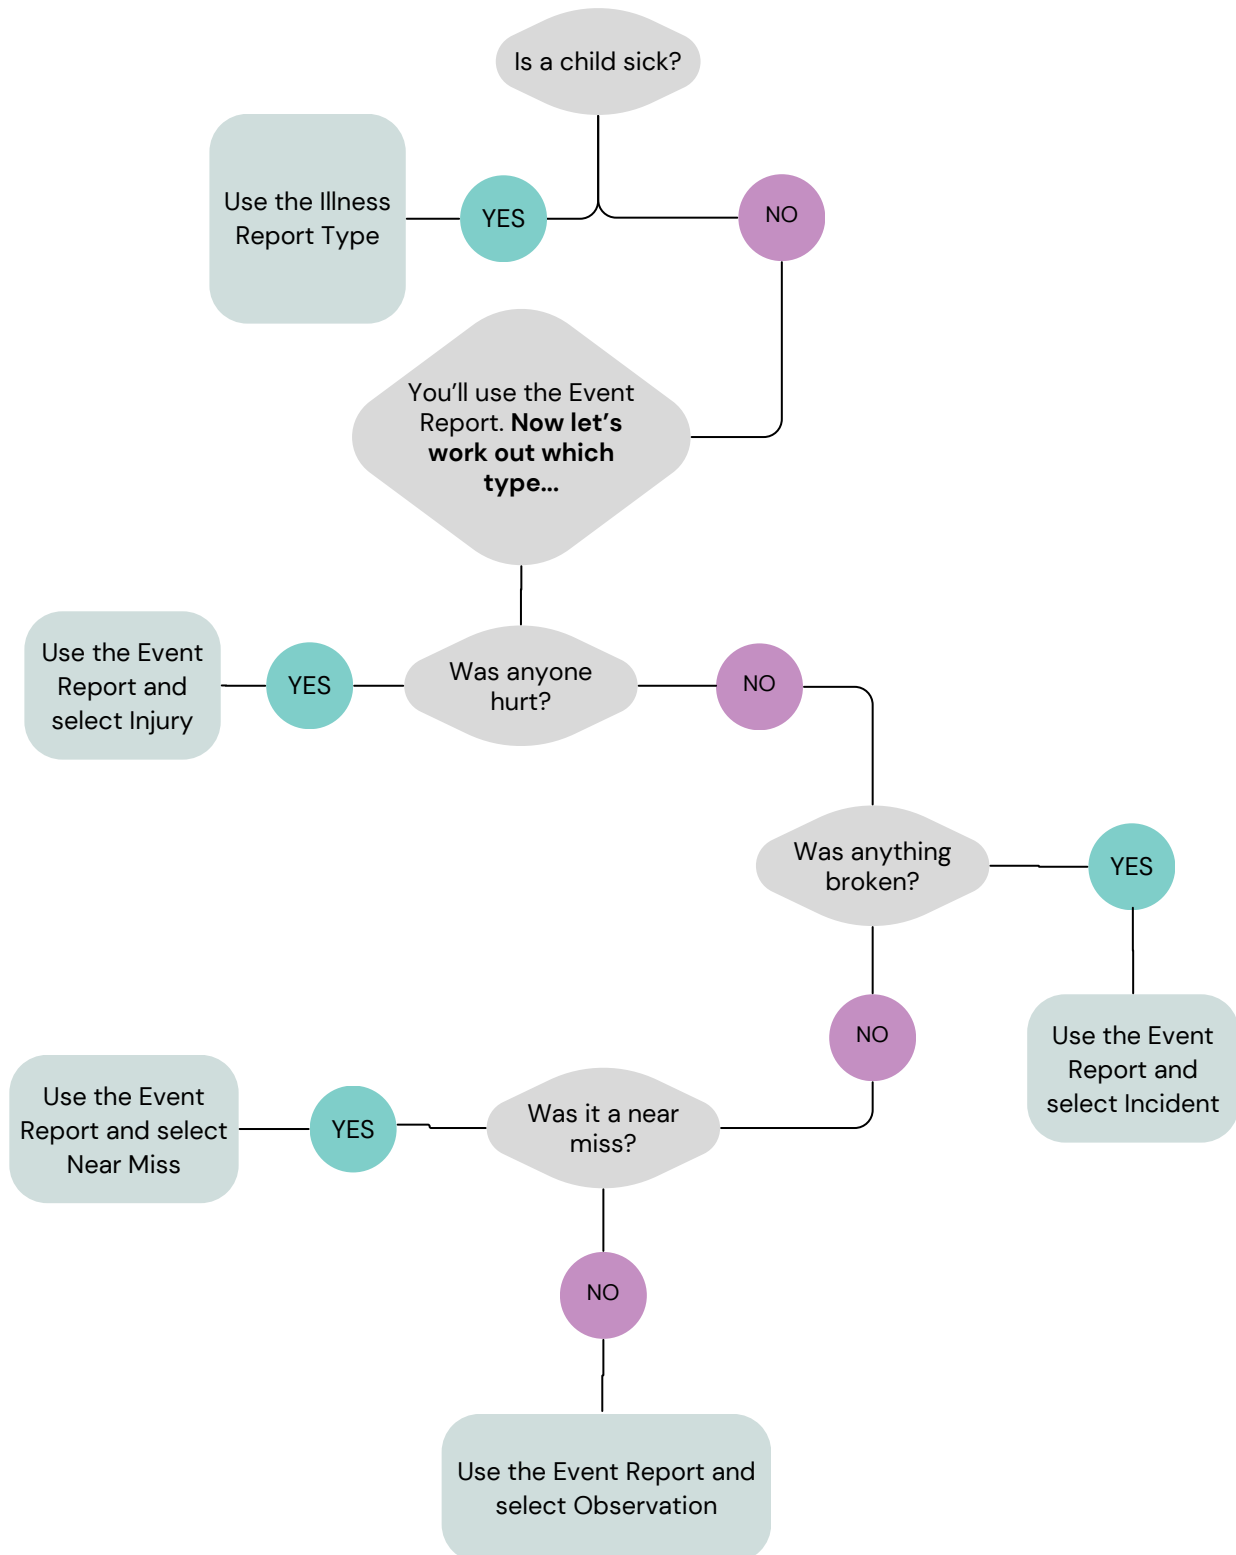 Is a child sick?
Use the Illness
Report Type
YES
NO
You’ll use the Event
Report. Now let’s
work out which
type...
Use the Event
Report and
select Injury
YES
Was anyone
hurt?
NO
Was anything
broken?
YES
NO
Use the Event
Report and
select Incident
Use the Event
Report and select
Near Miss
YES
Was it a near
miss?
NO
Use the Event Report and
select Observation